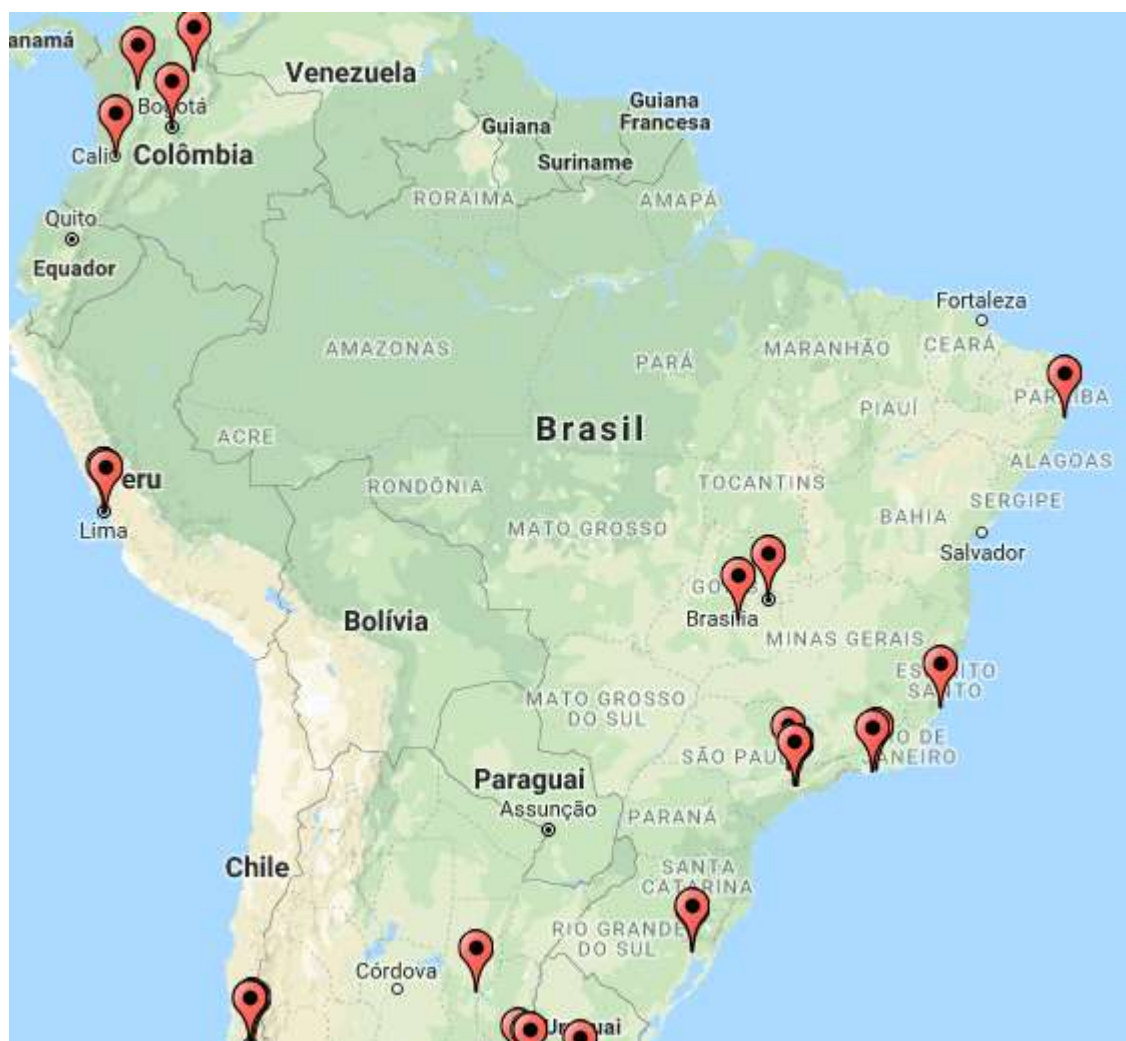 anamá
Venezuela
Bogotá
Guiana
Francesa
Guiana
Cali
Colômbia
Suriname
RORAIMA
AMAPÁ
Quito
Equador
Fortaleza
AMAZONAS
PARÁ
MARANHÃO
CEARÁ
PIAUÍ
Brasil
ACRE
ALAGOAS
eru
RONDÔNIA
TOCANTINS
SERGIPE
Lima
MATO GROSSO
BAHIA
Salvador
GO
Brasília
Bolívia
MINAS GERAIS
MATO GROSSO
DO SUL
SÃO PAU
JANEIRO
Paraguai
Assunção
PARANÁ
Chile
SANTA
CATARINA
RIO GRANDE
DO SUL
Córdova